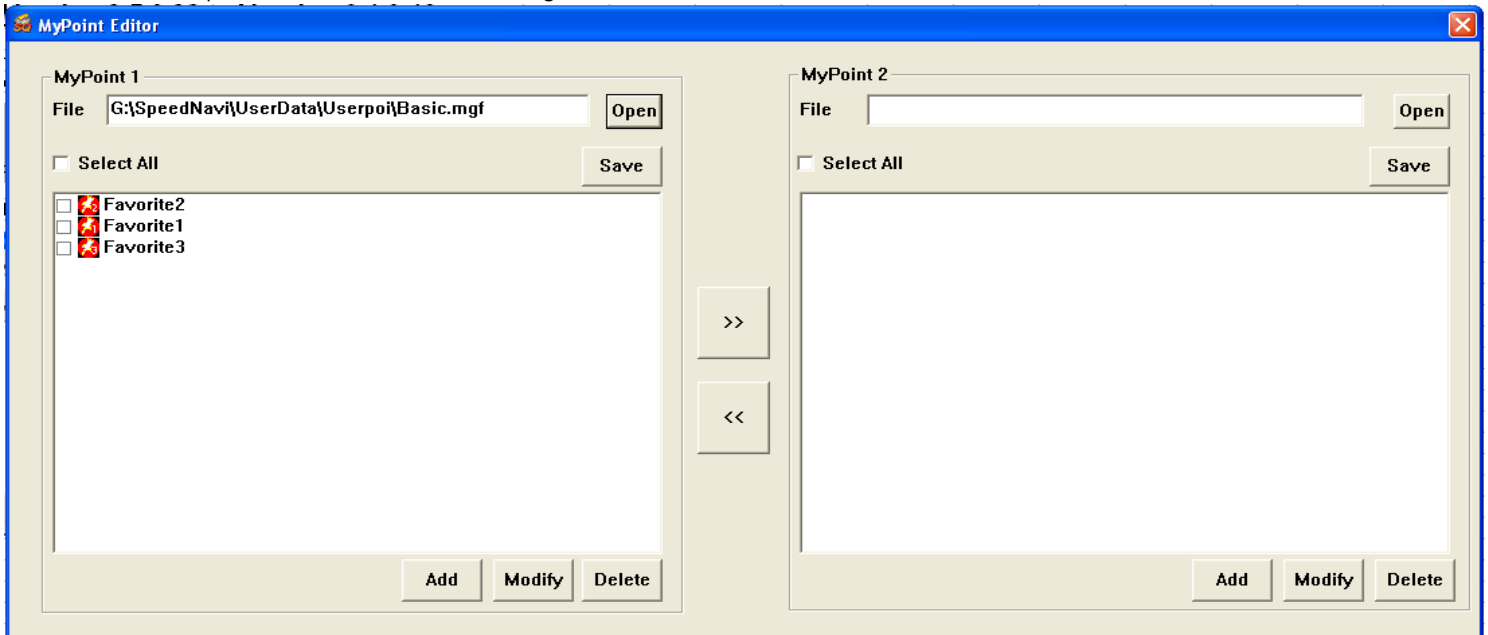 MyPoint Editor
MyPoint 1
File G:\SpeedNavi\UserData\Userpoi\Basic.mgf Open
Select All Save
Favorite2
Favorite1
Favorite3
Add Modify Delete
>>
<<
MyPoint 2
File Open
Select All Save
Add Modify Delete